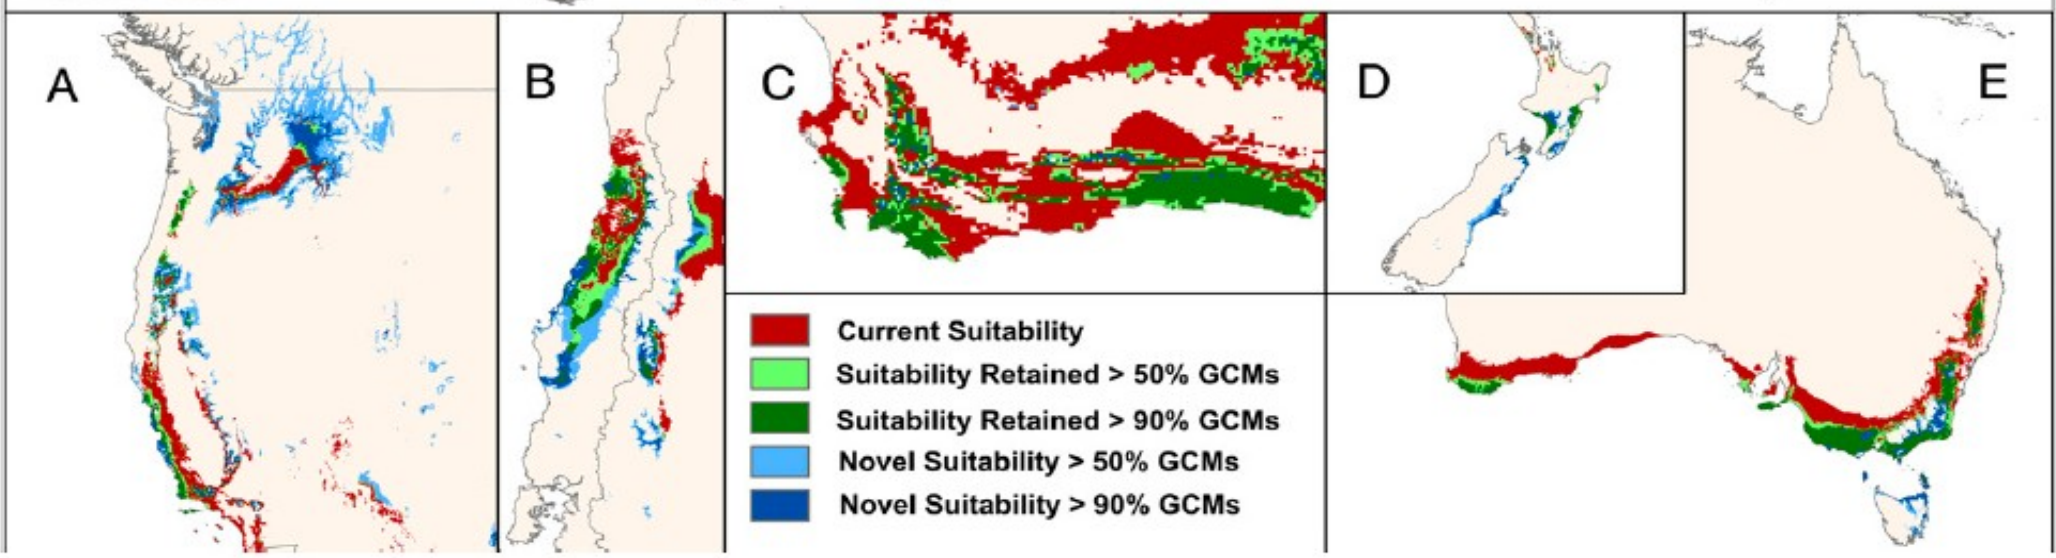 A
B
C
D
E
Current Suitability
Suitability Retained > 50% GCMs
Suitability Retained > 90% GCMs
Novel Suitability > 50% GCMs
Novel Suitability > 90% GCMs